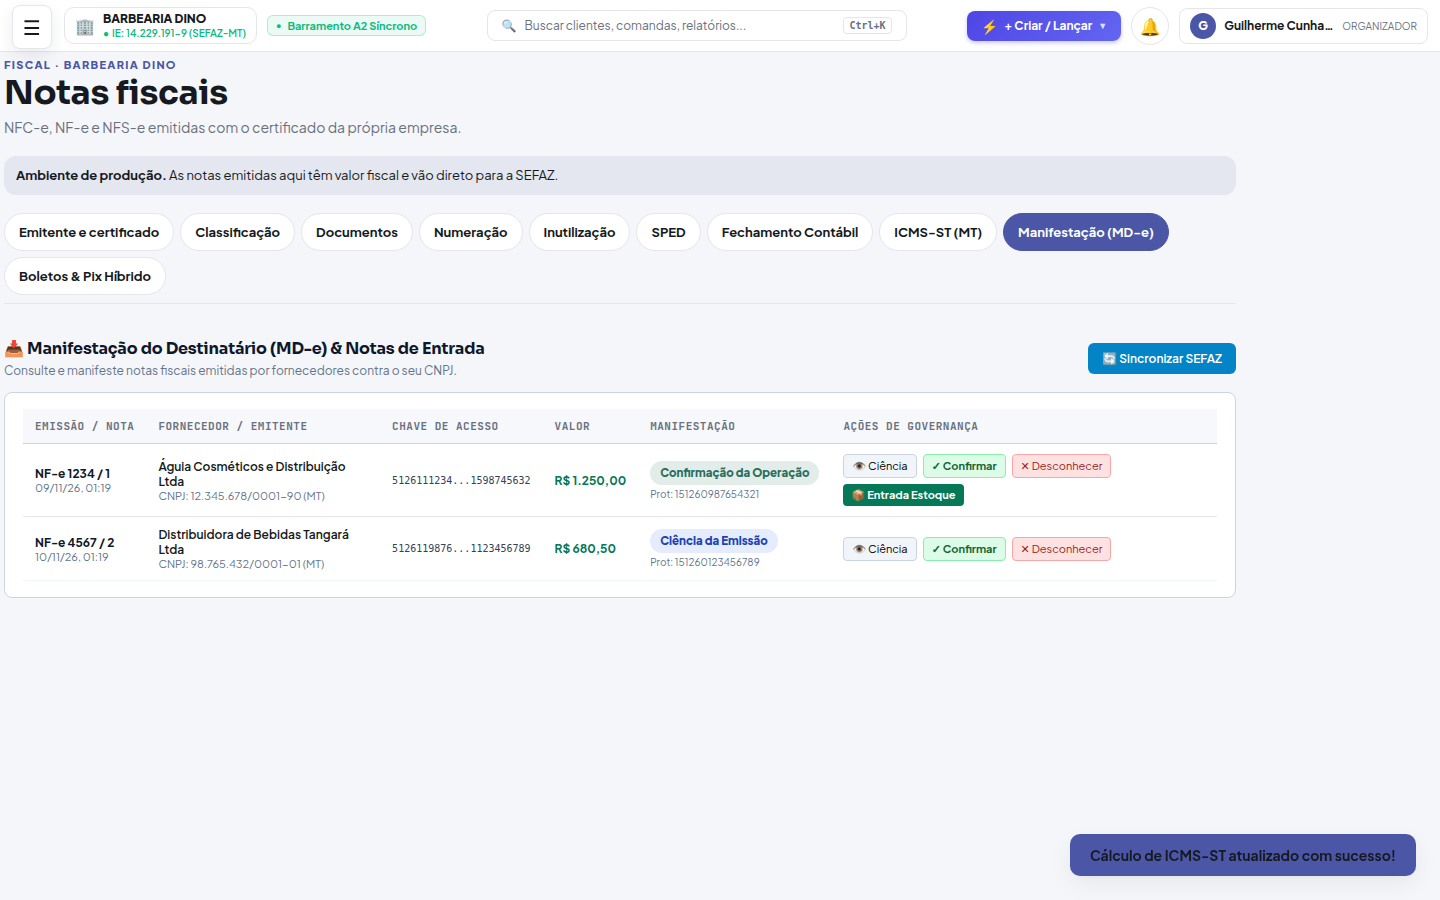 ☰
BARBEARIA DINO
● IE: 14.229.191-9 (SEFAZ-MT)
● Barramento A2 Síncrono
Buscar clientes, comandas, relatórios...
Ctrl+K
⚡ + Criar / Lançar ▾
G
Guilherme Cunha...
ORGANIZADOR
FISCAL · BARBEARIA DINO
Notas fiscais
NFC-e, NF-e e NFS-e emitidas com o certificado da própria empresa.
Ambiente de produção. As notas emitidas aqui têm valor fiscal e vão direto para a SEFAZ.
Emitente e certificado
Classificação
Documentos
Numeração
Inutilização
SPED
Fechamento Contábil
ICMS-ST (MT)
Manifestação (MD-e)
Boletos & Pix Híbrido
📥 Manifestação do Destinatário (MD-e) & Notas de Entrada
Consulte e manifeste notas fiscais emitidas por fornecedores contra o seu CNPJ.
🔄 Sincronizar SEFAZ
EMISSÃO / NOTA
FORNECEDOR / EMITENTE
CHAVE DE ACESSO
VALOR
MANIFESTAÇÃO
AÇÕES DE GOVERNANÇA
NF-e 1234 / 1
09/11/26, 01:19
Águia Cosméticos e Distribuição
Ltda
CNPJ: 12.345.678/0001-90 (MT)
5126111234...1598745632
R$ 1.250,00
Confirmação da Operação
Prot: 151260987654321
👁️ Ciência
✓ Confirmar
✕ Desconhecer
📦 Entrada Estoque
NF-e 4567 / 2
10/11/26, 01:19
Distribuidora de Bebidas Tangará
Ltda
CNPJ: 98.765.432/0001-01 (MT)
5126119876...1123456789
R$ 680,50
Ciência da Emissão
Prot: 151260123456789
👁️ Ciência
✓ Confirmar
✕ Desconhecer
Cálculo de ICMS-ST atualizado com sucesso!